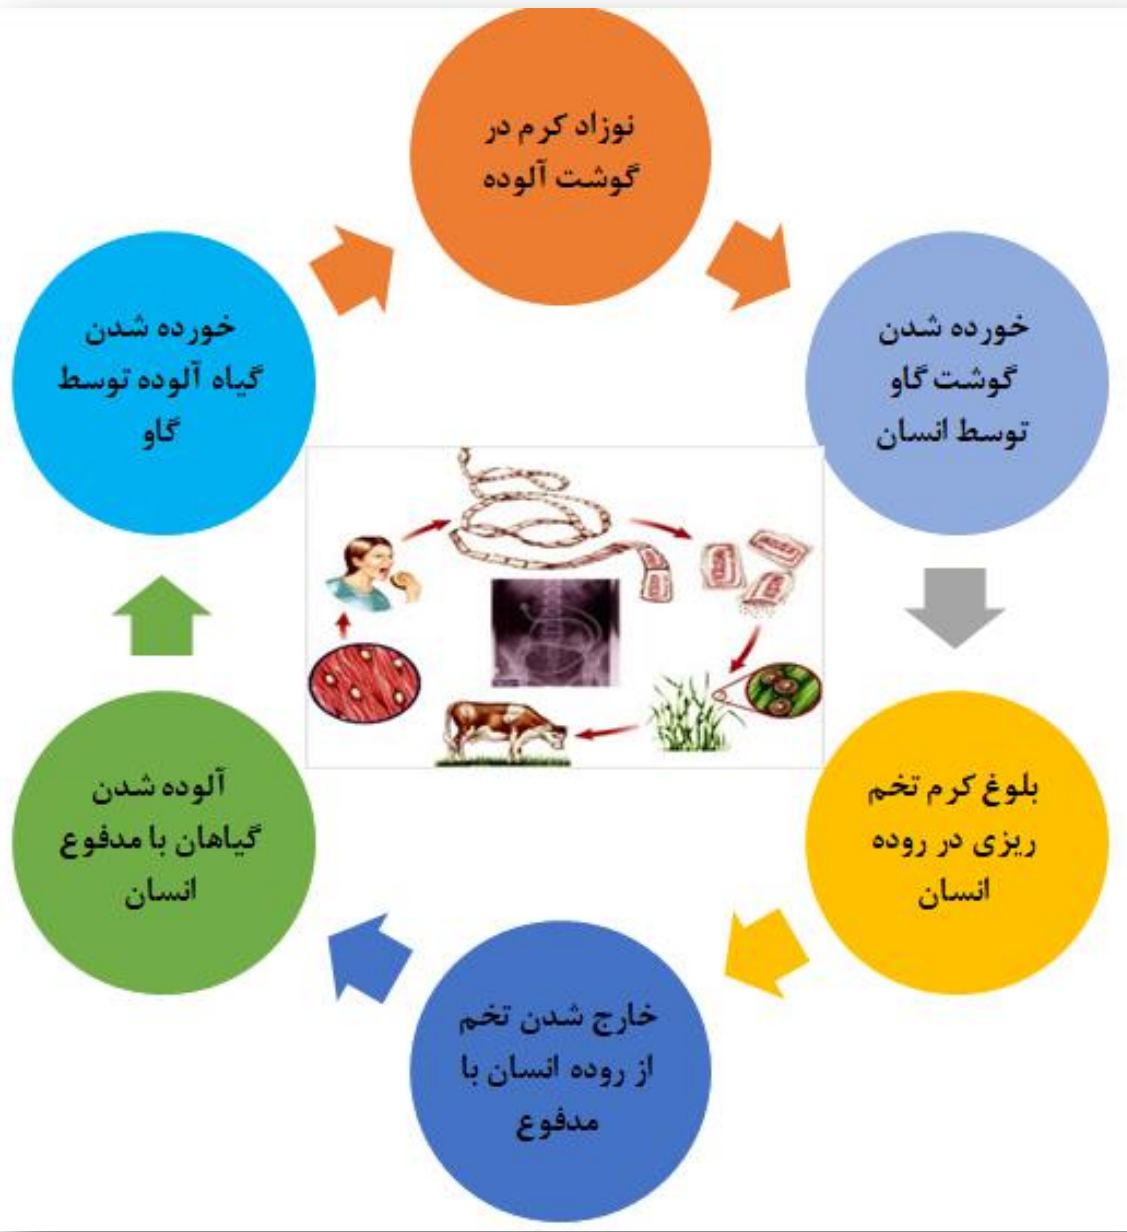 نوزاد کرم در
گوشت آلوده
خورده شدن
گوشت گاو
توسط انسان
بلوغ کرم تخم
ریزی در روده
انسان
خارج شدن تخم
از روده انسان با
مدفوع
آلوده شدن
گیاهان با مدفوع
انسان
خورده شدن
گیاه آلوده توسط
گاو